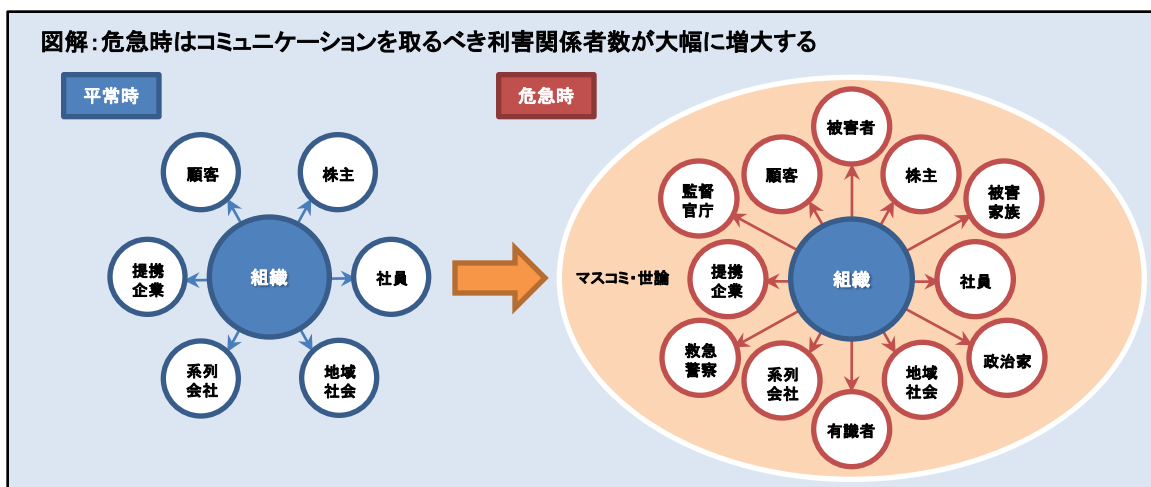 図解：危急時はコミュニケーションを取るべき利害関係者数が大幅に増大する
平常時
顧客
株主
提携
企業
組織
社員
系列
会社
地域
社会
危急時
被害者
顧客
株主
監督
官庁
被害
家族
マスコミ・世論
提携
企業
組織
社員
救急
警察
系列
会社
地域
社会
政治家
有識者